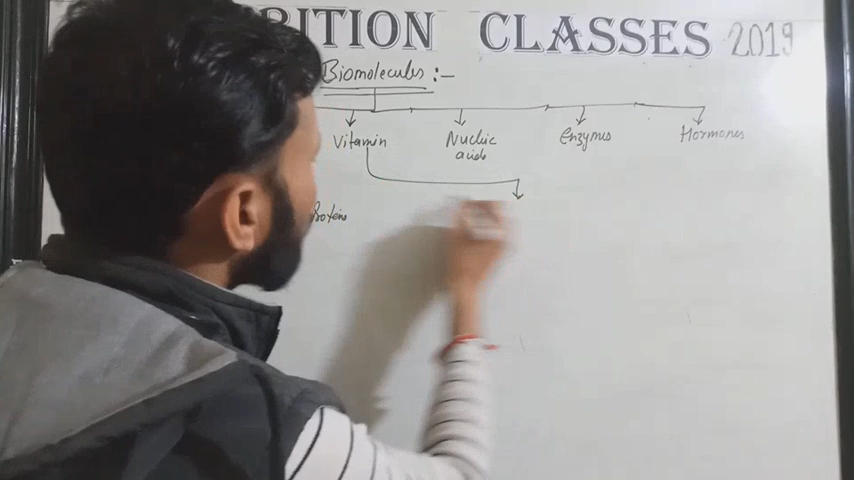 RITION CLASSES 2019
Biomolecules :-
Vitamin Nucleic Enzymes Hormones
acids